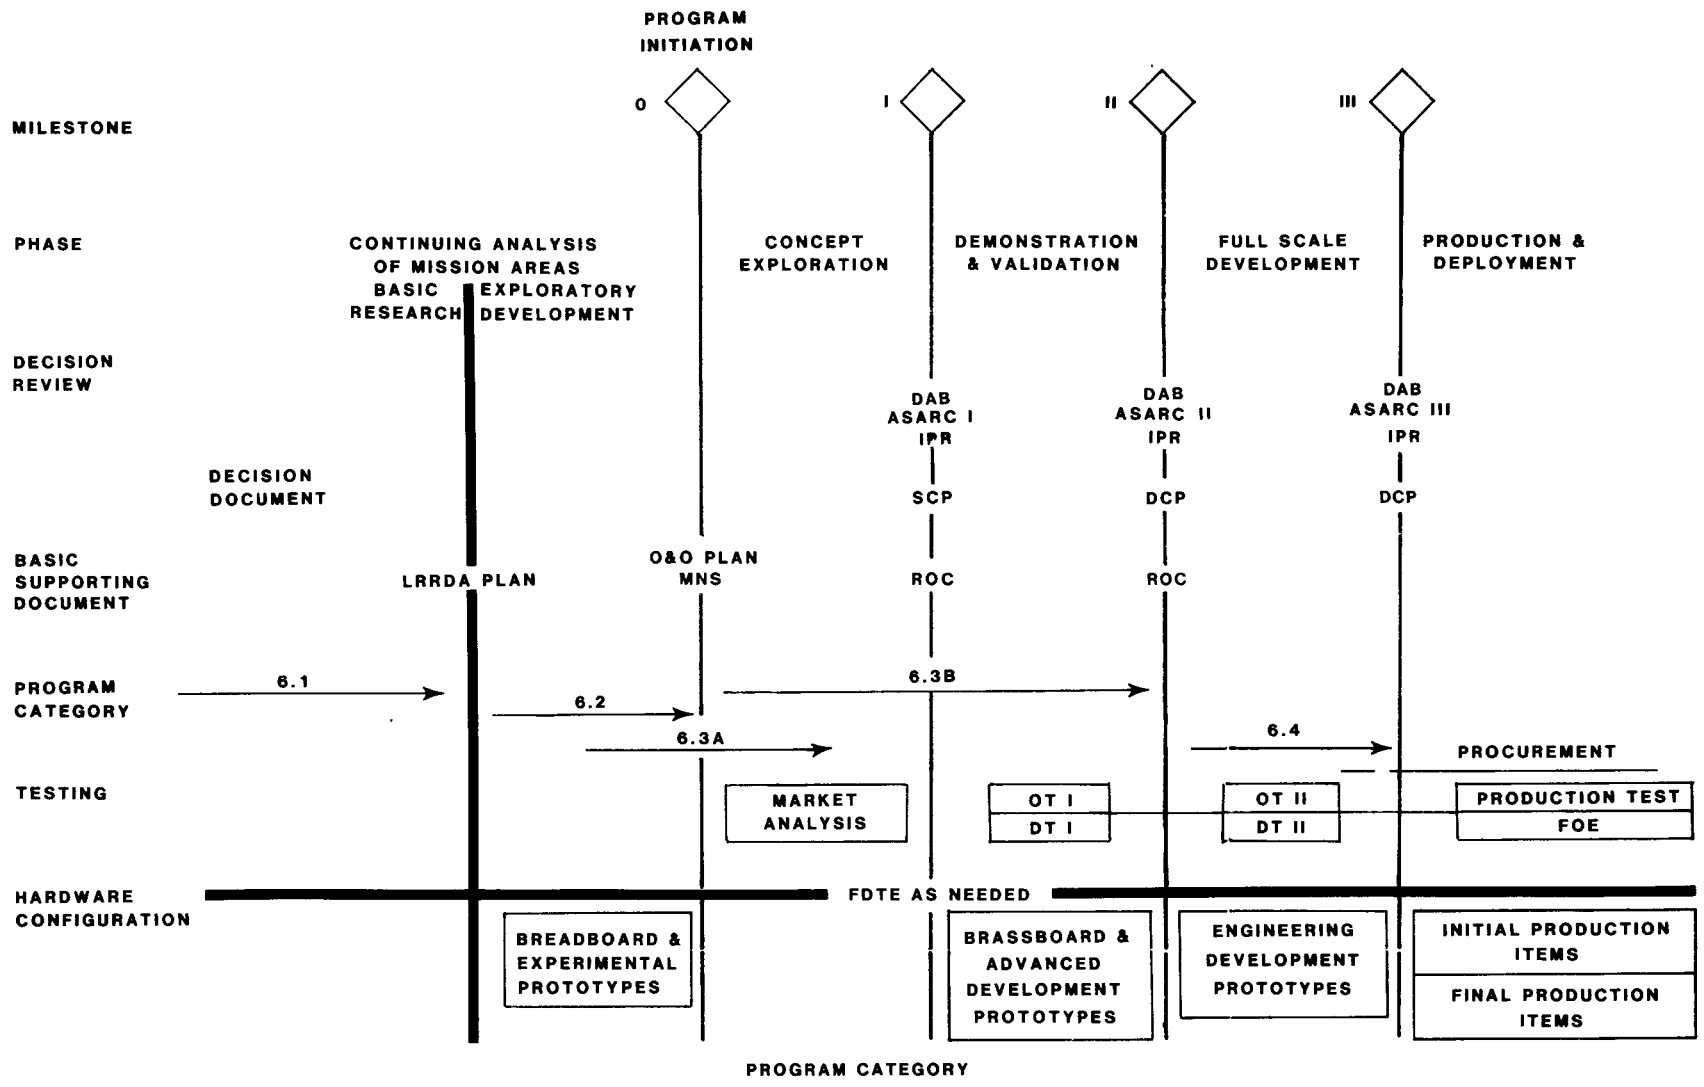 PROGRAM
INITIATION
0
I
II
III
MILESTONE
PHASE
CONTINUING ANALYSIS
OF MISSION AREAS
BASIC EXPLORATORY
RESEARCH DEVELOPMENT
CONCEPT
EXPLORATION
DEMONSTRATION
& VALIDATION
FULL SCALE
DEVELOPMENT
PRODUCTION &
DEPLOYMENT
DECISION
REVIEW
DAB
ASARC I
IPR
DAB
ASARC II
IPR
DAB
ASARC III
IPR
DECISION
DOCUMENT
SCP
DCP
DCP
BASIC
SUPPORTING
DOCUMENT
LRRDA PLAN
O&O PLAN
MNS
ROC
ROC
PROGRAM
CATEGORY
6.1
6.2
6.3A
6.3B
6.4
PROCUREMENT
TESTING
MARKET
ANALYSIS
OT I
DT I
OT II
DT II
PRODUCTION TEST
FOE
HARDWARE
CONFIGURATION
FDTE AS NEEDED
BREADBOARD &
EXPERIMENTAL
PROTOTYPES
BRASSBOARD &
ADVANCED
DEVELOPMENT
PROTOTYPES
ENGINEERING
DEVELOPMENT
PROTOTYPES
INITIAL PRODUCTION
ITEMS
FINAL PRODUCTION
ITEMS
PROGRAM CATEGORY